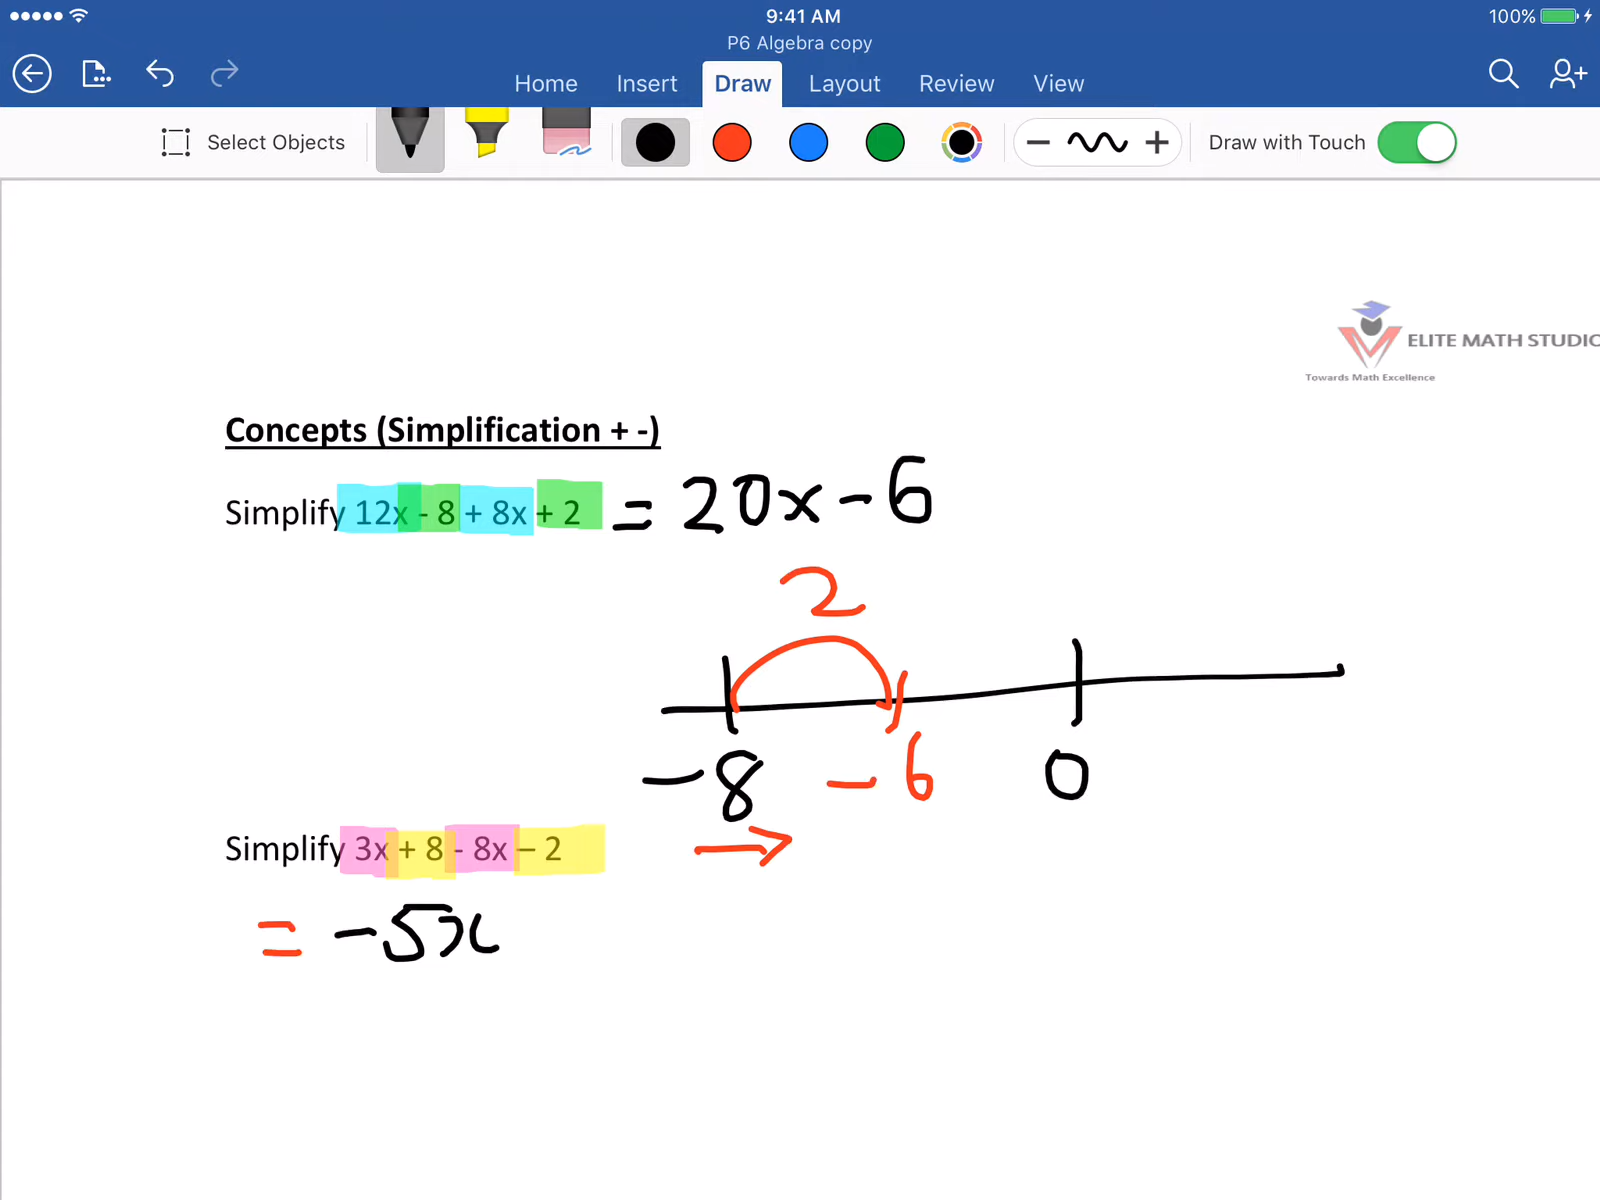 9:41 AM
100%
P6 Algebra copy
Home Insert Draw Layout Review View
Select Objects
Draw with Touch
ELITE MATH STUDIO
Towards Math Excellence
Concepts (Simplification + -)
Simplify 12x - 8 + 8x + 2 = 20x - 6
2
-8 -6 0
Simplify 3x + 8 - 8x – 2
= -5x